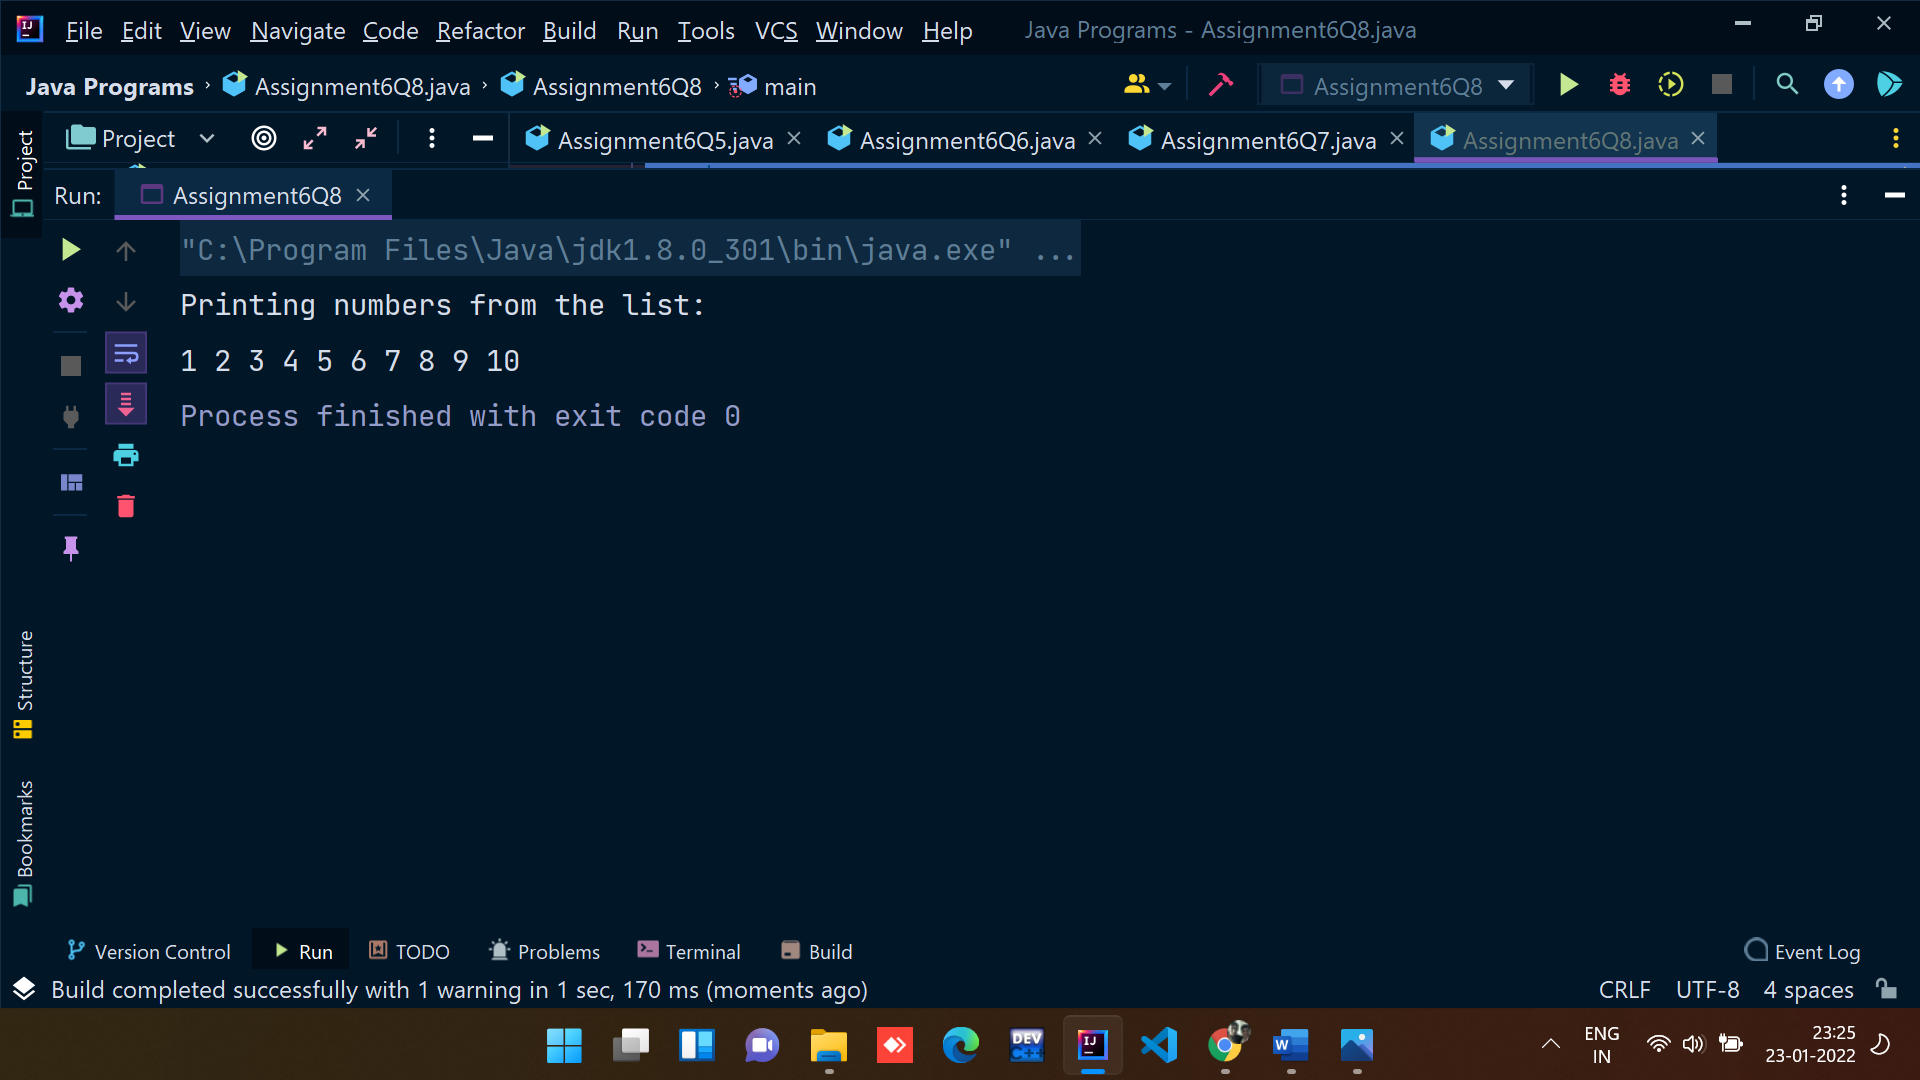 File Edit View Navigate Code Refactor Build Run Tools VCS Window Help Java Programs - Assignment6Q8.java
Java Programs › Assignment6Q8.java › Assignment6Q8 › main Assignment6Q8
Project Assignment6Q5.java Assignment6Q6.java Assignment6Q7.java Assignment6Q8.java
Project
Run: Assignment6Q8
"C:\Program Files\Java\jdk1.8.0_301\bin\java.exe" ...
Printing numbers from the list:
1 2 3 4 5 6 7 8 9 10
Process finished with exit code 0
Structure
Bookmarks
Version Control Run TODO Problems Terminal Build Event Log
Build completed successfully with 1 warning in 1 sec, 170 ms (moments ago) CRLF UTF-8 4 spaces
DEV C++ IJ W ENG IN 23:25
23-01-2022